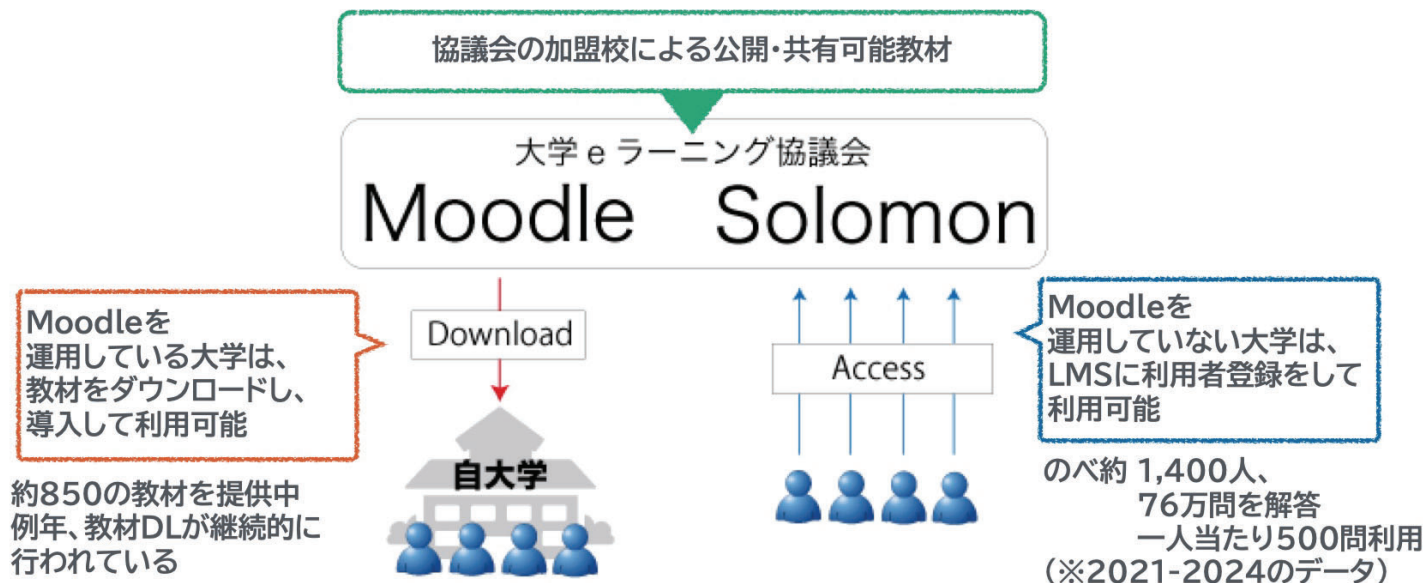 協議会の加盟校による公開・共有可能教材
大学 e ラーニング協議会
Moodle Solomon
Moodleを
運用している大学は、
教材をダウンロードし、
導入して利用可能
Download
自大学
約850の教材を提供中
例年、教材DLが継続的に
行われている
Access
Moodleを
運用していない大学は、
LMSに利用者登録をして
利用可能
のべ約 1,400人、
76万問を解答
一人当たり500問利用
(※2021-2024のデータ)